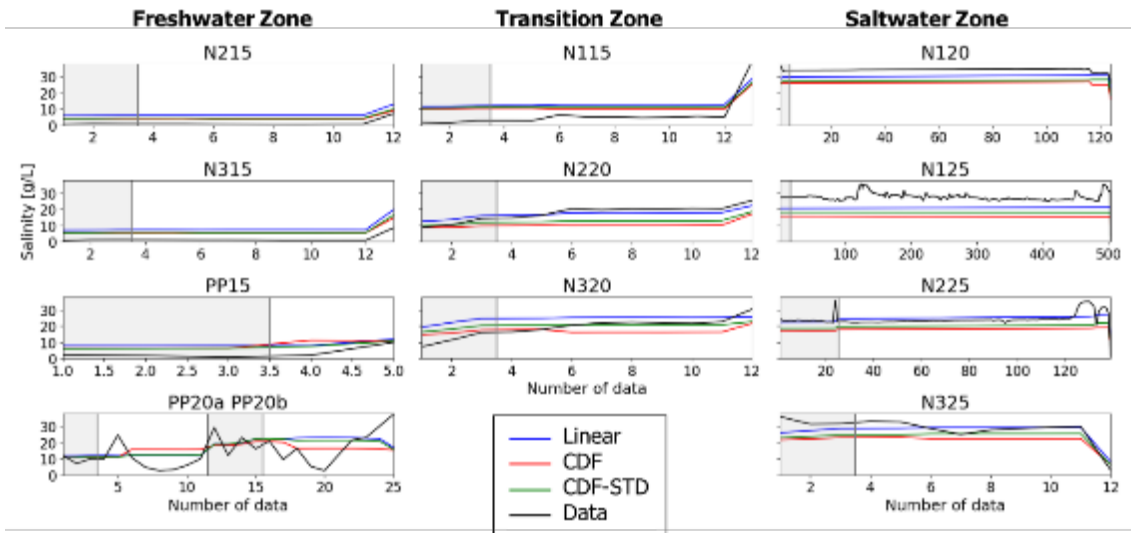 Freshwater Zone Transition Zone Saltwater Zone
N215 N115 N120
30
20
10
0
2 4 6 8 10 12
2 4 6 8 10 12
20 40 60 80 100 120
N315 N220 N125
Salinity [g/L]
30
20
10
0
2 4 6 8 10 12
2 4 6 8 10 12
100 200 300 400 500
PP15 N320 N225
30
20
10
0
1.0 1.5 2.0 2.5 3.0 3.5 4.0 4.5 5.0
2 4 6 8 10 12
20 40 60 80 100 120
Number of data
PP20a PP20b N325
30
20
10
0
5 10 15 20 25
2 4 6 8 10 12
Number of data
Number of data
Linear
CDF
CDF-STD
Data